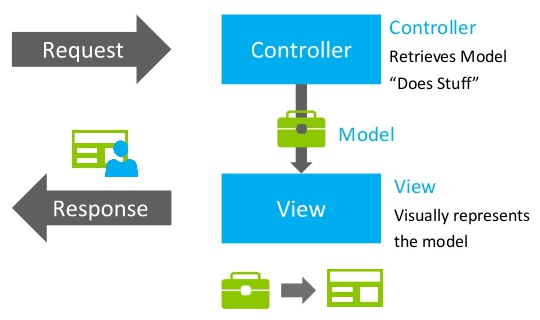 Request
Controller
Controller
Retrieves Model
“Does Stuff”
Model
Response
View
View
Visually represents
the model